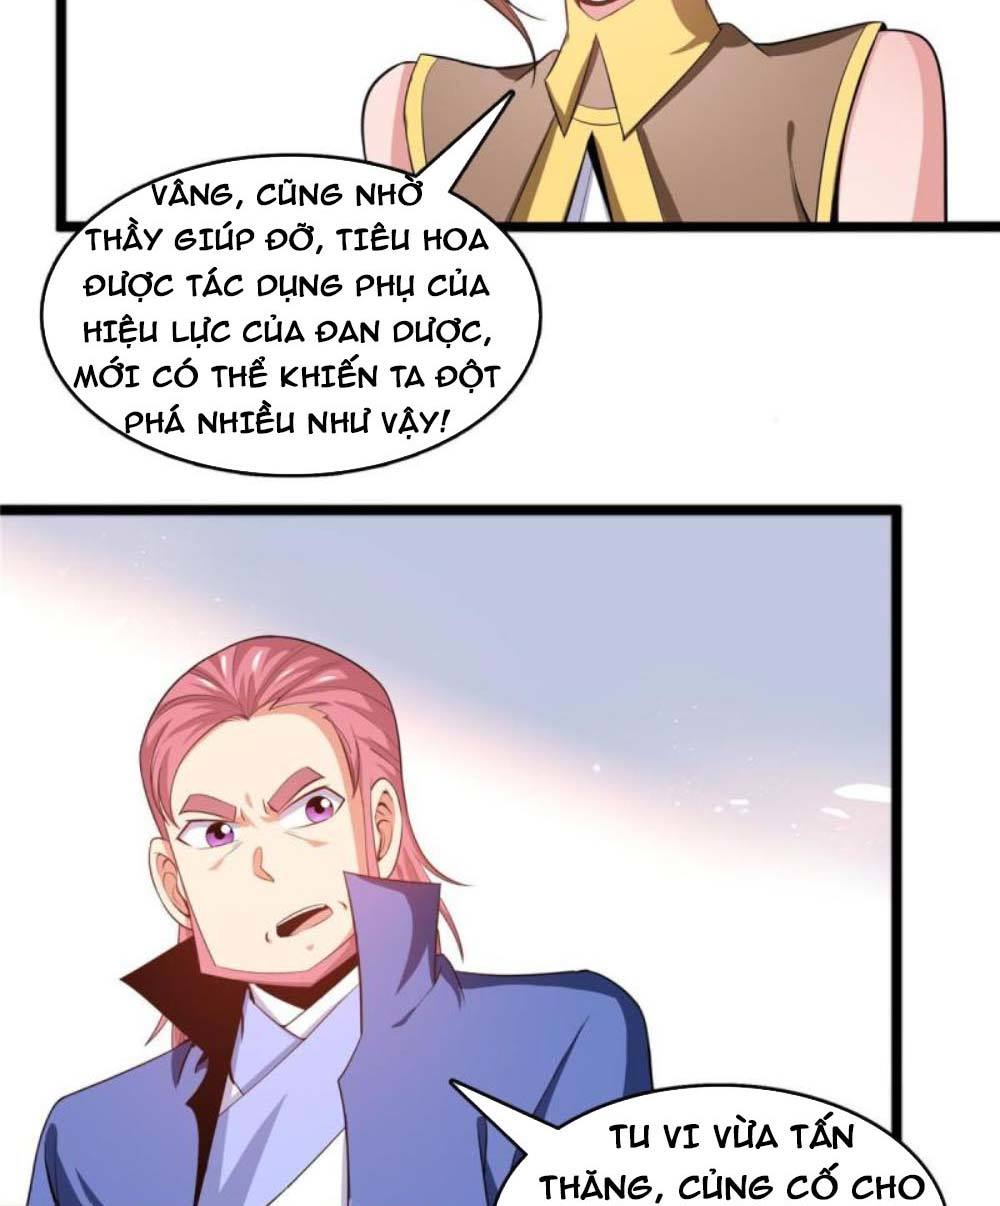 VÂNG, CŨNG NHỜ
THẦY GIÚP ĐỠ, TIÊU HOA
ĐƯỢC TÁC DỤNG PHỤ CỦA
HIỆU LỰC CỦA ĐAN DƯỢC,
MỚI CÓ THỂ KHIẾN TA ĐỘT
PHÁ NHIỀU NHƯ VẬY!
TU VI VỪA TẤN
THĂNG, CỦNG CỐ CHO